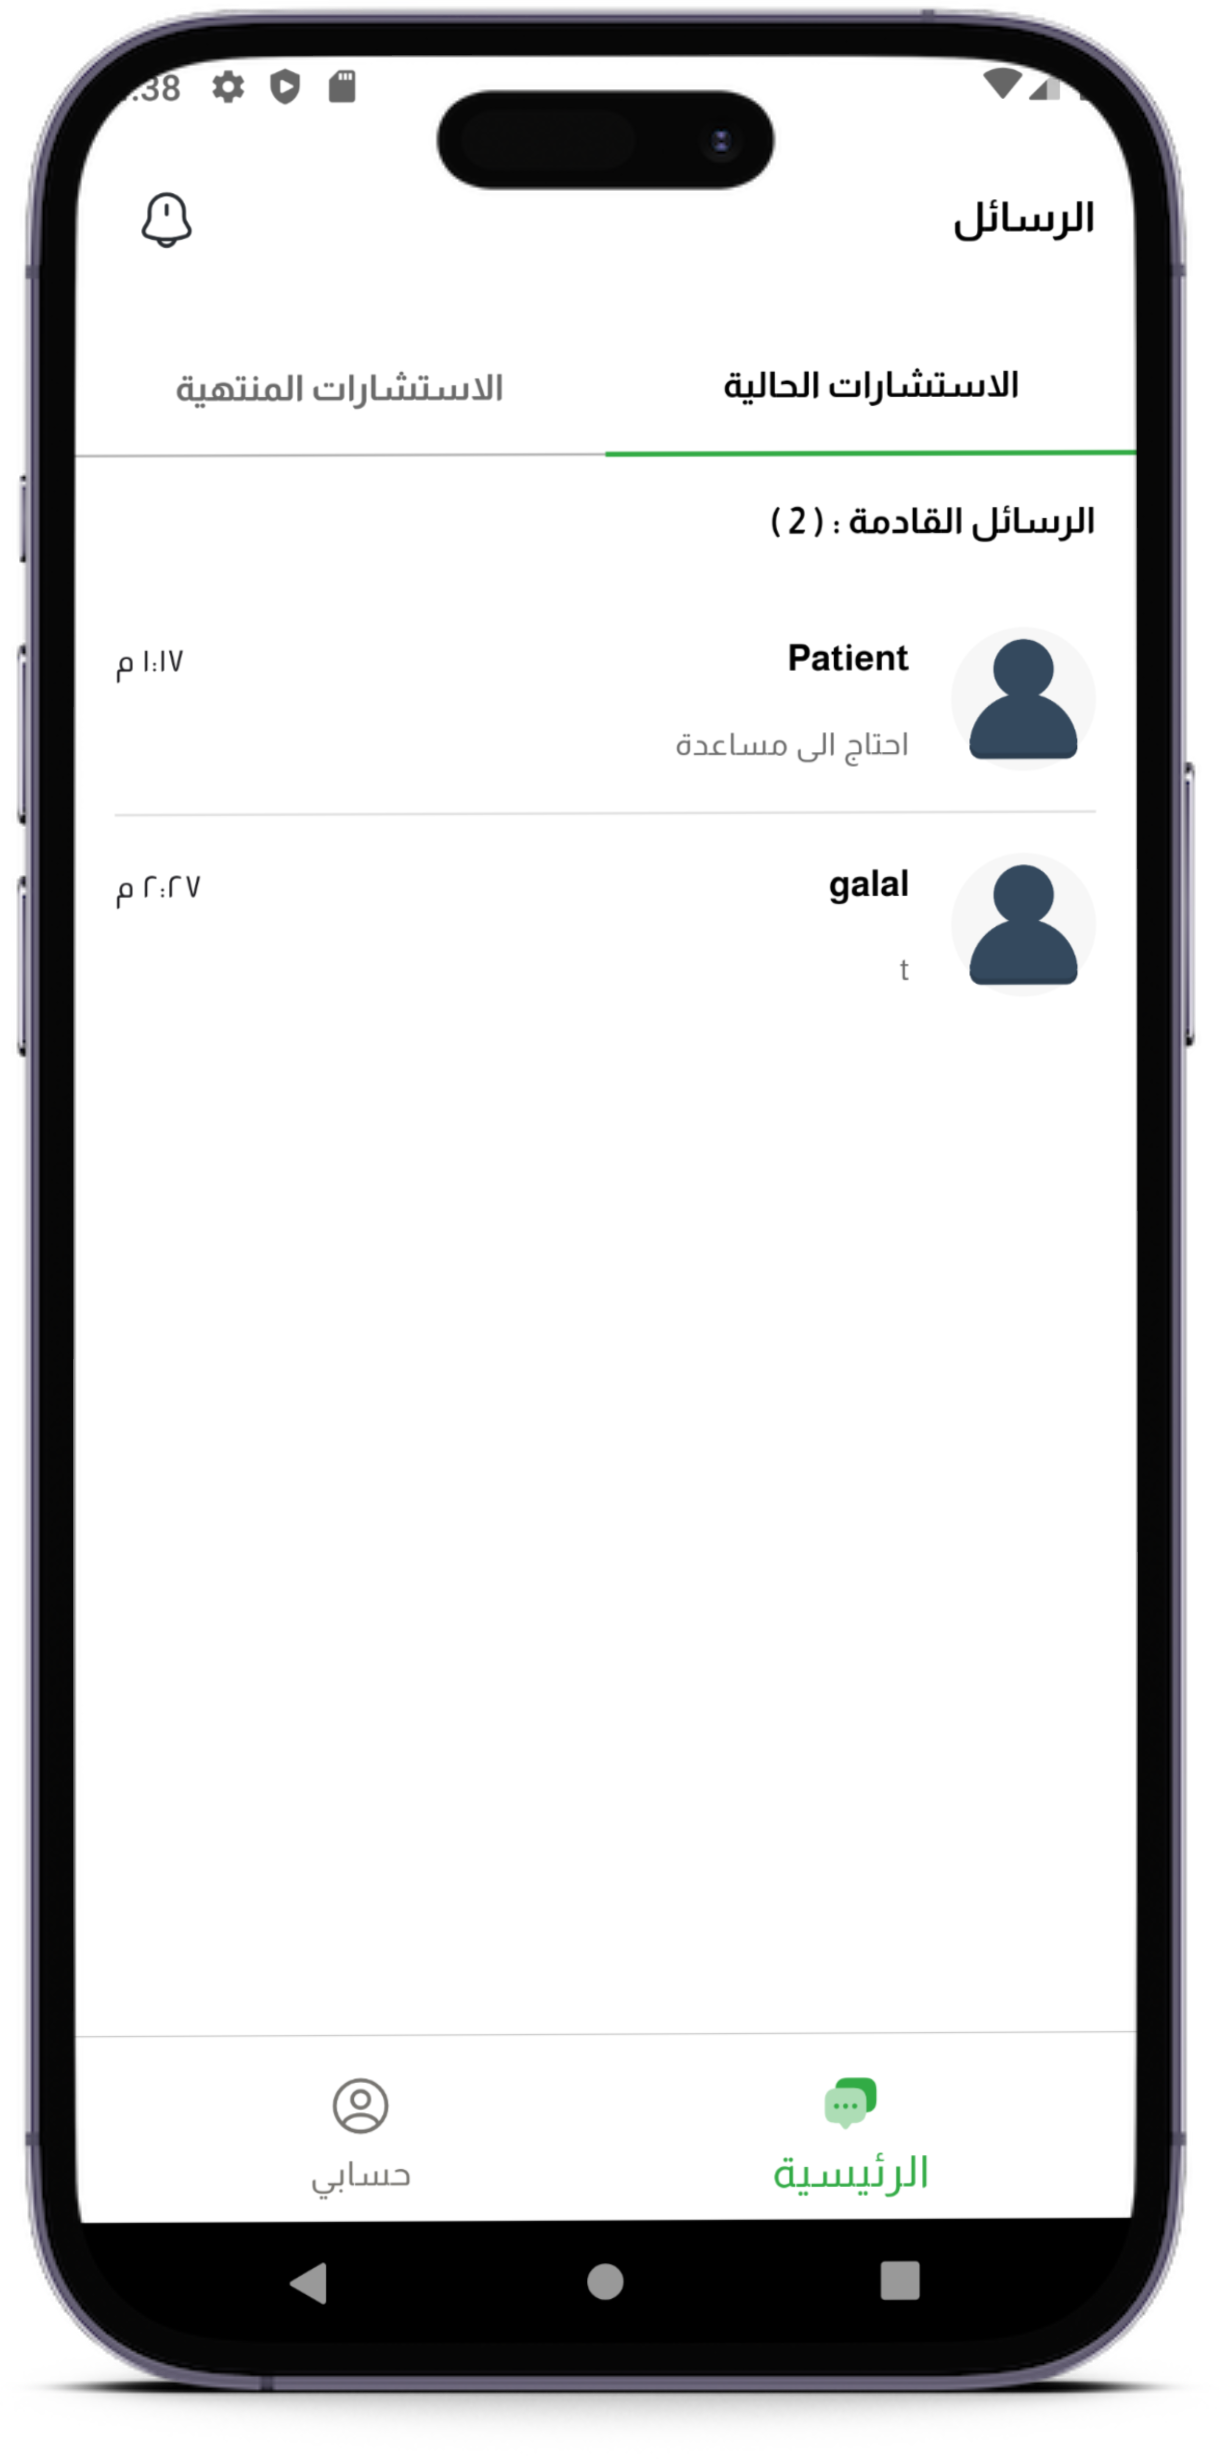 :38
الرسائل
الاستشارات الحالية
الاستشارات المنتهية
الرسائل القادمة : ( 2 )
Patient
١:١٧ م
احتاج الى مساعدة
galal
٢:٢٧ م
t
الرئيسية
حسابي